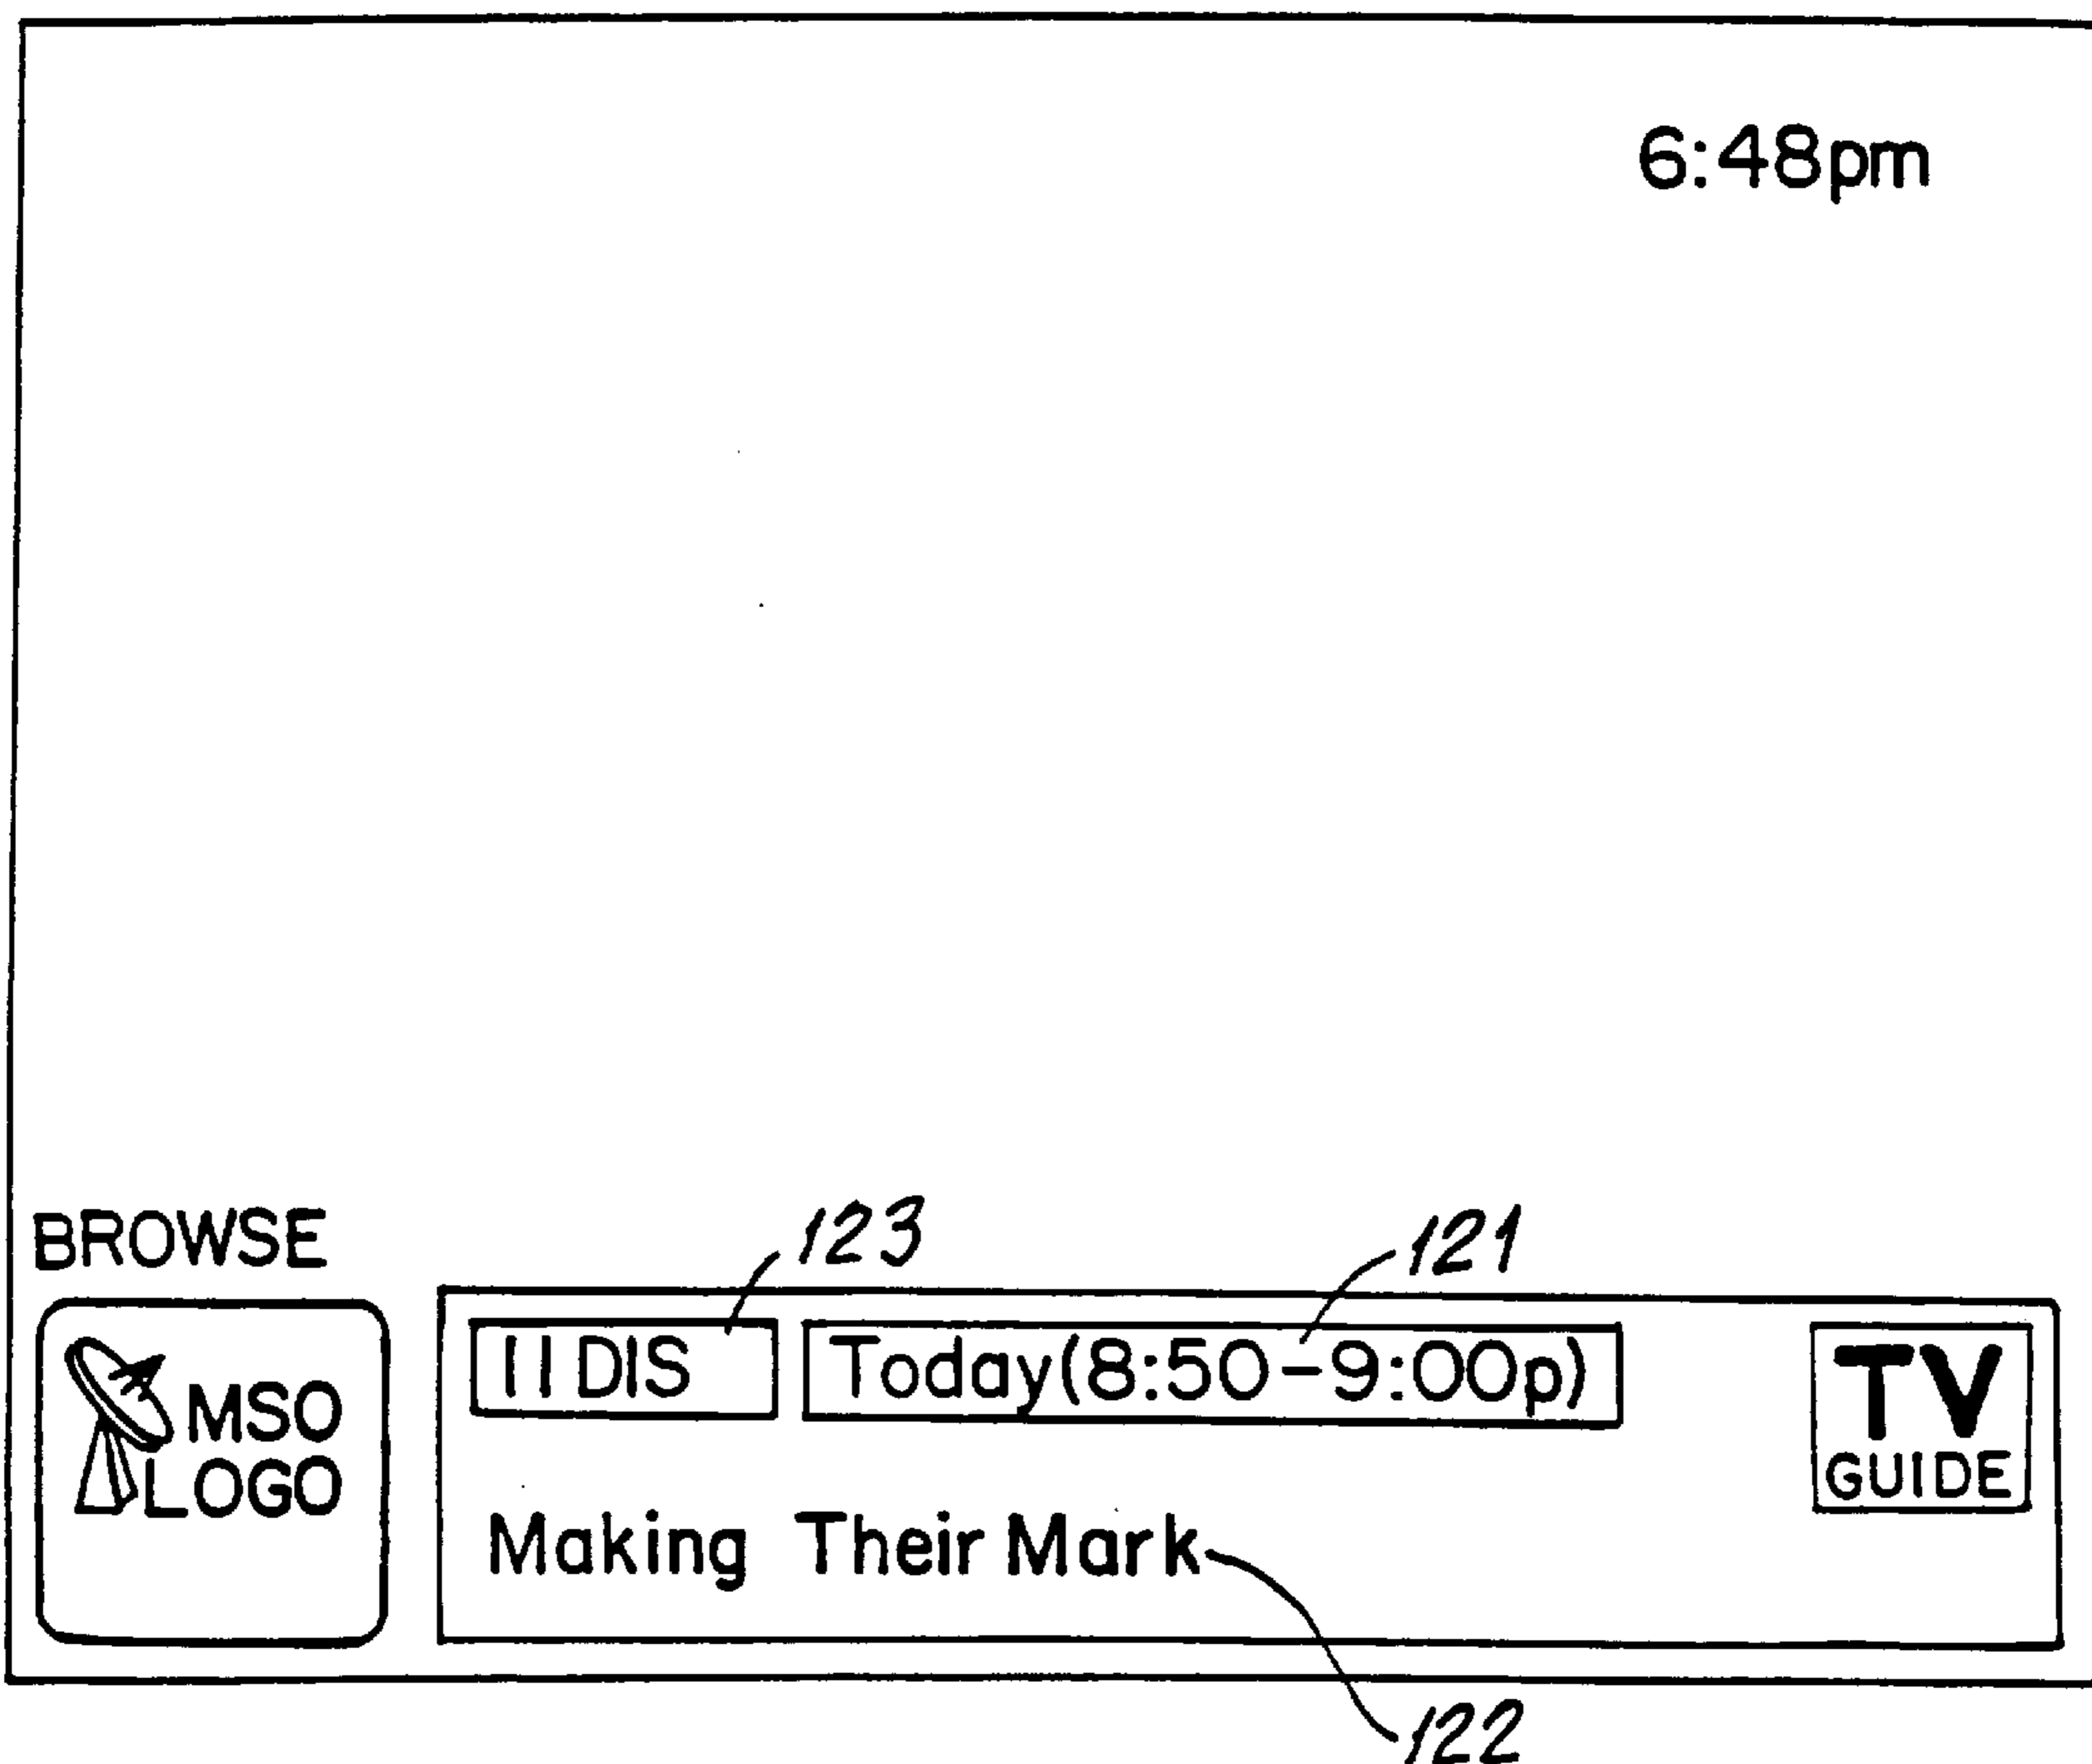 6:48pm
BROWSE
123
121
11 DIS
Today(8:50-9:00p)
TV
GUIDE
MSO
LOGO
Making Their Mark
122